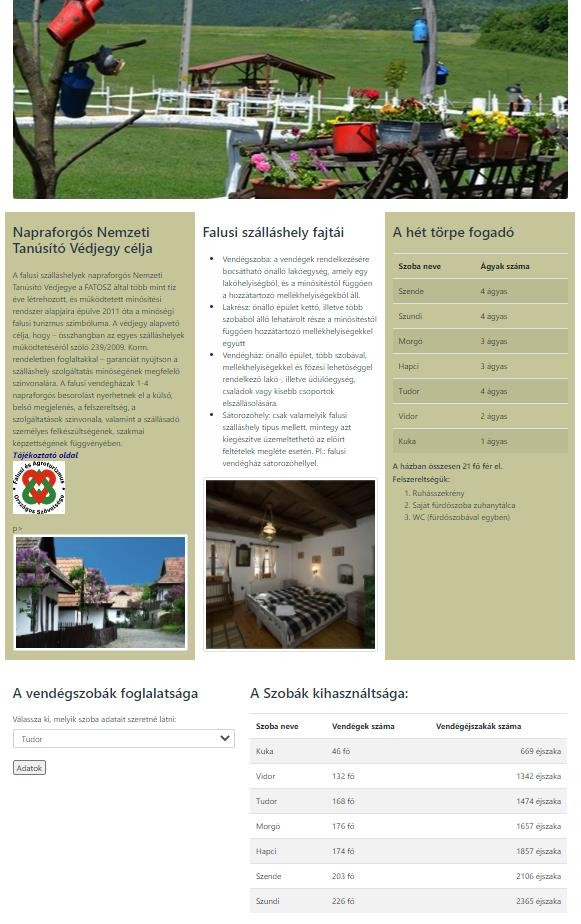 Napraforgós Nemzeti
Tanúsító Védjegy célja
A falusi szálláshelyek napraforgós Nemzeti
Tanúsító Védjegye a FATOSZ által több mint tíz
éve létrehozott, és működtetett minősítési
rendszer alapjaira épülve 2011 óta a minőségi
falusi turizmus szimbóluma. A védjegy alapvető
célja, hogy – összhangban az egyes szálláshelyek
működtetéséről szóló 239/2009. Korm.
rendeletben foglaltakkal – garanciát nyújtson a
szálláshely szolgáltatás minőségének megfelelő
színvonalára. A falusi vendégházak 1-4
napraforgós besorolást nyerhetnek el a külső,
belső megjelenés, a felszereltség, a
szolgáltatások színvonala, valamint a szállásadó
személyes felkészültségének, szakmai
képzettségének függvényében.
Tájékoztató oldal
Falusi és Agroturizmus
Országos Szövetsége
p>
Falusi szálláshely fajtái
Vendégszoba: a vendégek rendelkezésére
bocsátható önálló lakóegység, amely egy
lakóhelyiségből, és a minősítéstől függően
a hozzátartozó mellékhelyiségekből áll.
Lakrész: önálló épület kettő, illetve több
szobából álló lehatárolt része a minősítéstől
függően hozzátartozó mellékhelyiségekkel
együtt
Vendégház: önálló épület, több szobával,
mellékhelyiségekkel és főzési lehetőséggel
rendelkező lakó-, illetve üdülőegység,
családok vagy kisebb csoportok
elszállásolására.
Sátorozóhely: csak valamelyik falusi
szálláshely típus mellett, mintegy azt
kiegészítve üzemeltethető az előírt
feltételek megléte esetén. Pl.: falusi
vendégház sátorozóhellyel.
A hét törpe fogadó
Szoba neve Ágyak száma
Szende 4 ágyas
Szundi 4 ágyas
Morgó 3 ágyas
Hapci 3 ágyas
Tudor 4 ágyas
Vidor 2 ágyas
Kuka 1 ágyas
A házban összesen 21 fő fér el.
Felszereltségük:
1. Ruhásszekrény
2. Saját fürdőszoba zuhanytálca
3. WC (fürdőszobával egyben)
A vendégszobák foglalatsága
Válassza ki, melyik szoba adatait szeretné látni:
Tudor
Adatok
A Szobák kihasználtsága:
Szoba neve Vendégek száma Vendégéjszakák száma
Kuka 46 fő 669 éjszaka
Vidor 132 fő 1342 éjszaka
Tudor 168 fő 1474 éjszaka
Morgó 176 fő 1657 éjszaka
Hapci 174 fő 1857 éjszaka
Szende 203 fő 2106 éjszaka
Szundi 226 fő 2365 éjszaka